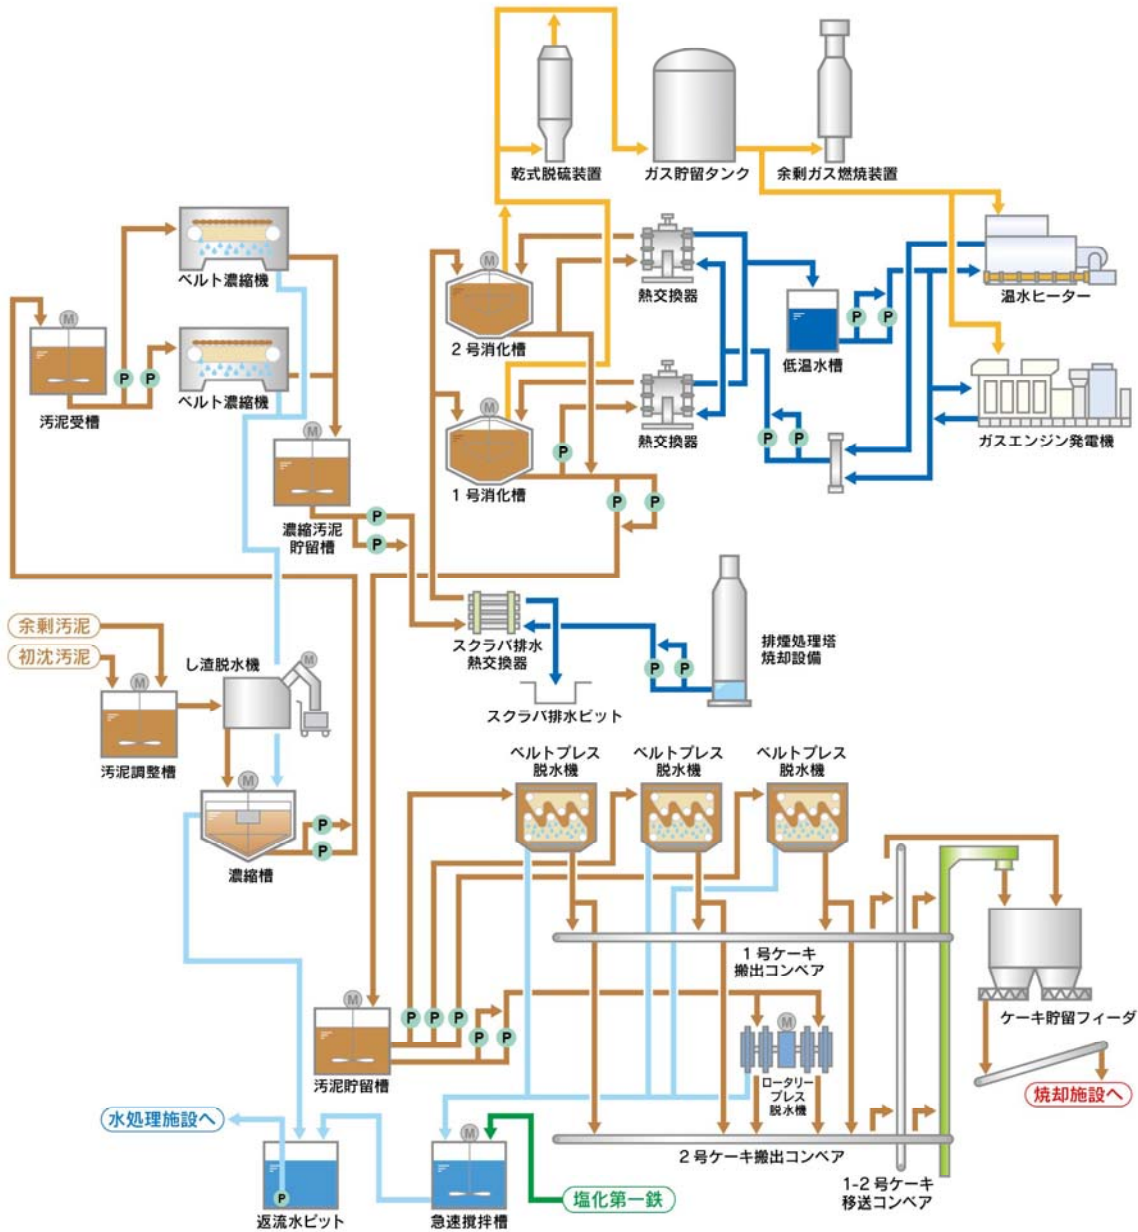 乾式脱硫装置
ガス貯留タンク
余剰ガス燃焼装置
ベルト濃縮機
M
熱交換器
温水ヒーター
M
2号消化槽
P
P
低温水槽
M
汚泥受槽
P
P
ベルト濃縮機
M
1号消化槽
P
熱交換器
P
P
ガスエンジン発電機
M
濃縮汚泥
貯留槽
P
P
P
P
余剰汚泥
初沈汚泥
し渣脱水機
M
M
汚泥調整槽
スクラバ排水
熱交換器
P
P
排煙処理塔
焼却設備
スクラバ排水ピット
M
濃縮槽
P
P
ベルトプレス
脱水機
ベルトプレス
脱水機
ベルトプレス
脱水機
1号ケーキ
搬出コンベア
ケーキ貯留フィーダ
焼却施設へ
M
汚泥貯留槽
P
P
P
P
P
M
ロータリー
プレス
脱水機
2号ケーキ搬出コンベア
1-2号ケーキ
移送コンベア
水処理施設へ
P
返流水ピット
M
急速撹拌槽
塩化第一鉄